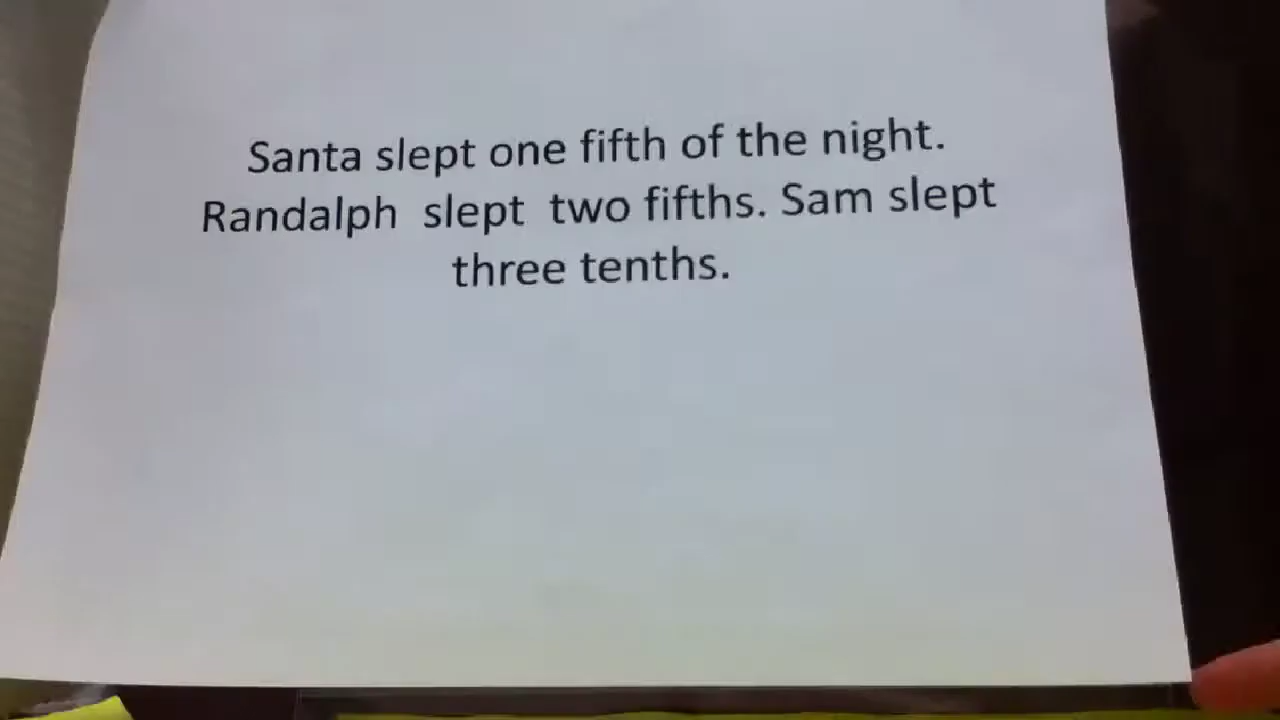 Santa slept one fifth of the night.
Randalph slept two fifths. Sam slept
three tenths.